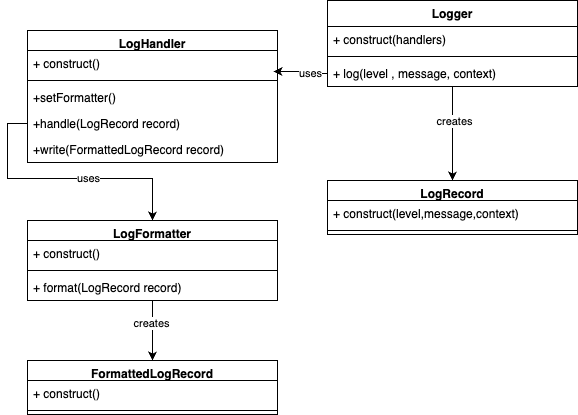 Logger
+ construct(handlers)
+ log(level , message, context)
LogHandler
+ construct()
+setFormatter()
+handle(LogRecord record)
+write(FormattedLogRecord record)
uses
creates
LogRecord
+ construct(level,message,context)
uses
LogFormatter
+ construct()
+ format(LogRecord record)
creates
FormattedLogRecord
+ construct()